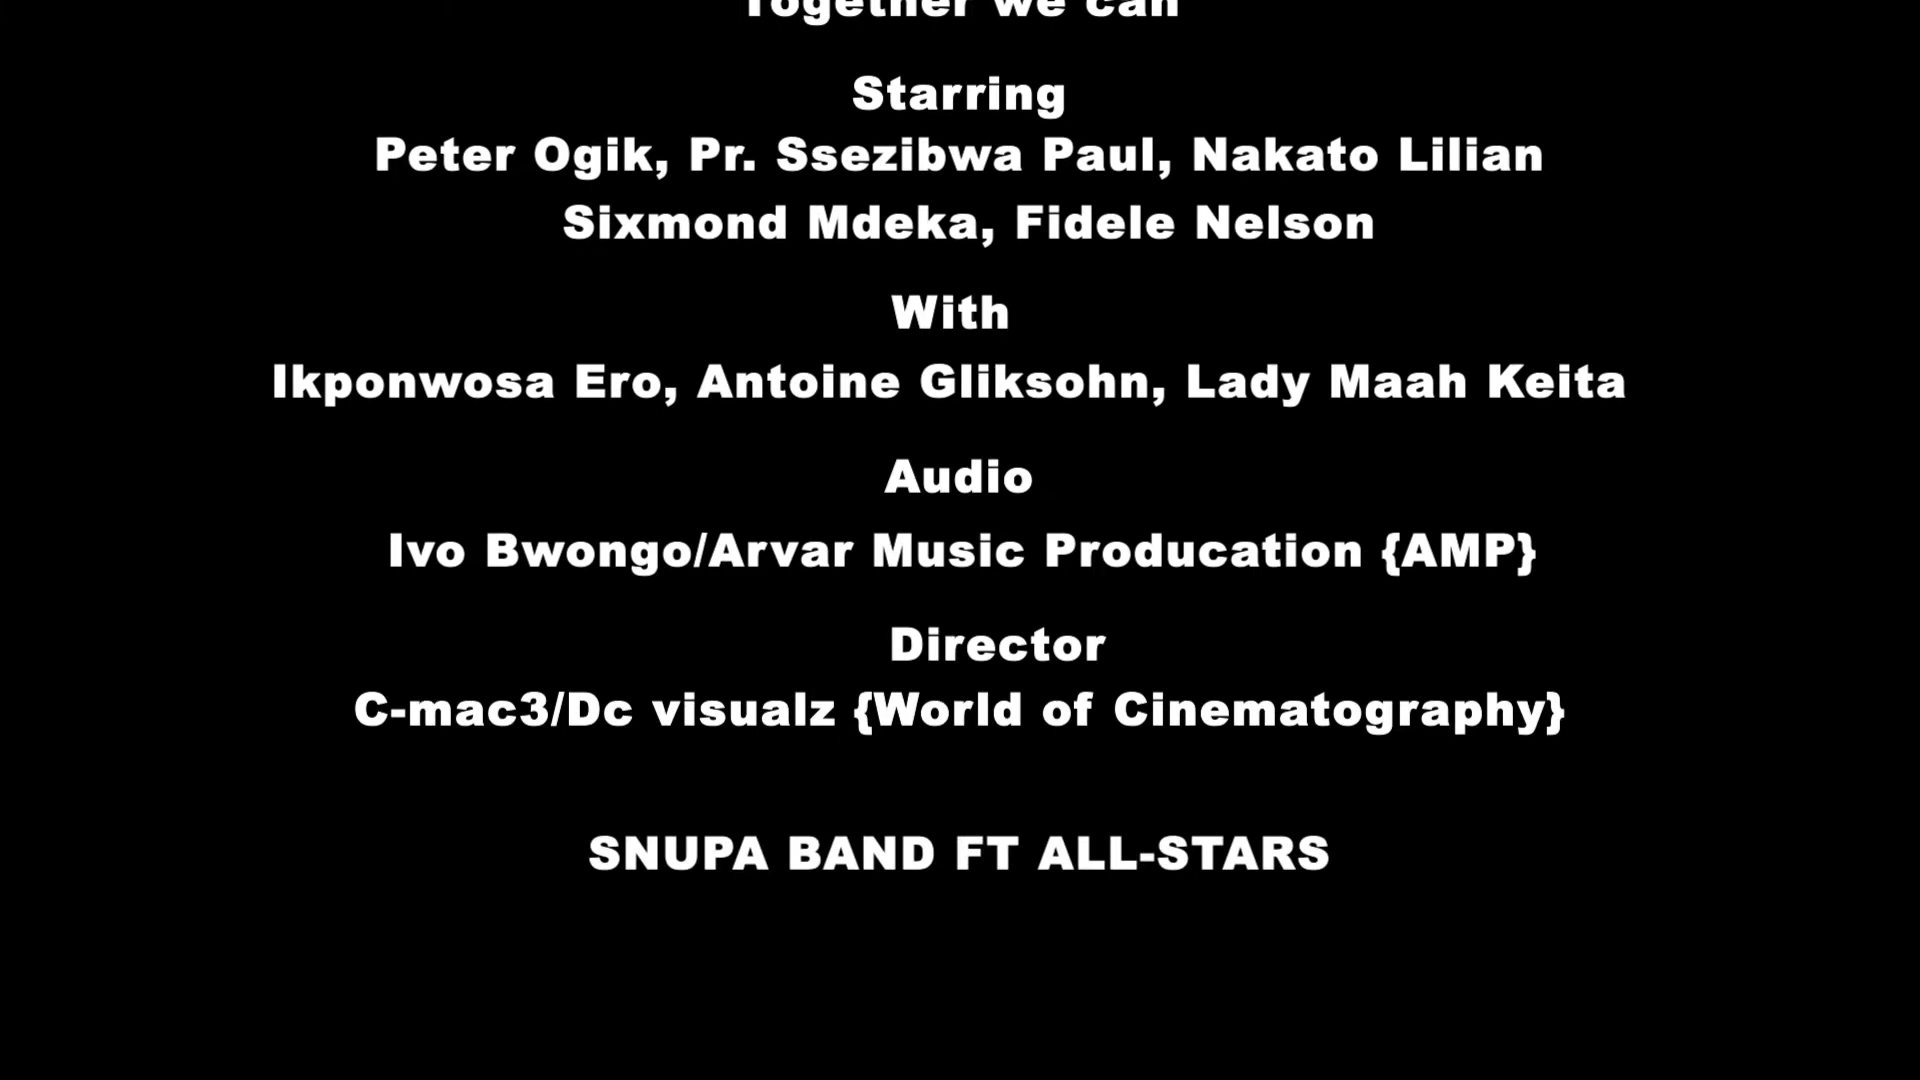 Together we can
Starring
Peter Ogik, Pr. Ssezibwa Paul, Nakato Lilian
Sixmond Mdeka, Fidele Nelson
With
Ikponwosa Ero, Antoine Gliksohn, Lady Maah Keita
Audio
Ivo Bwongo/Arvar Music Producation {AMP}
Director
C-mac3/Dc visualz {World of Cinematography}
SNUPA BAND FT ALL-STARS